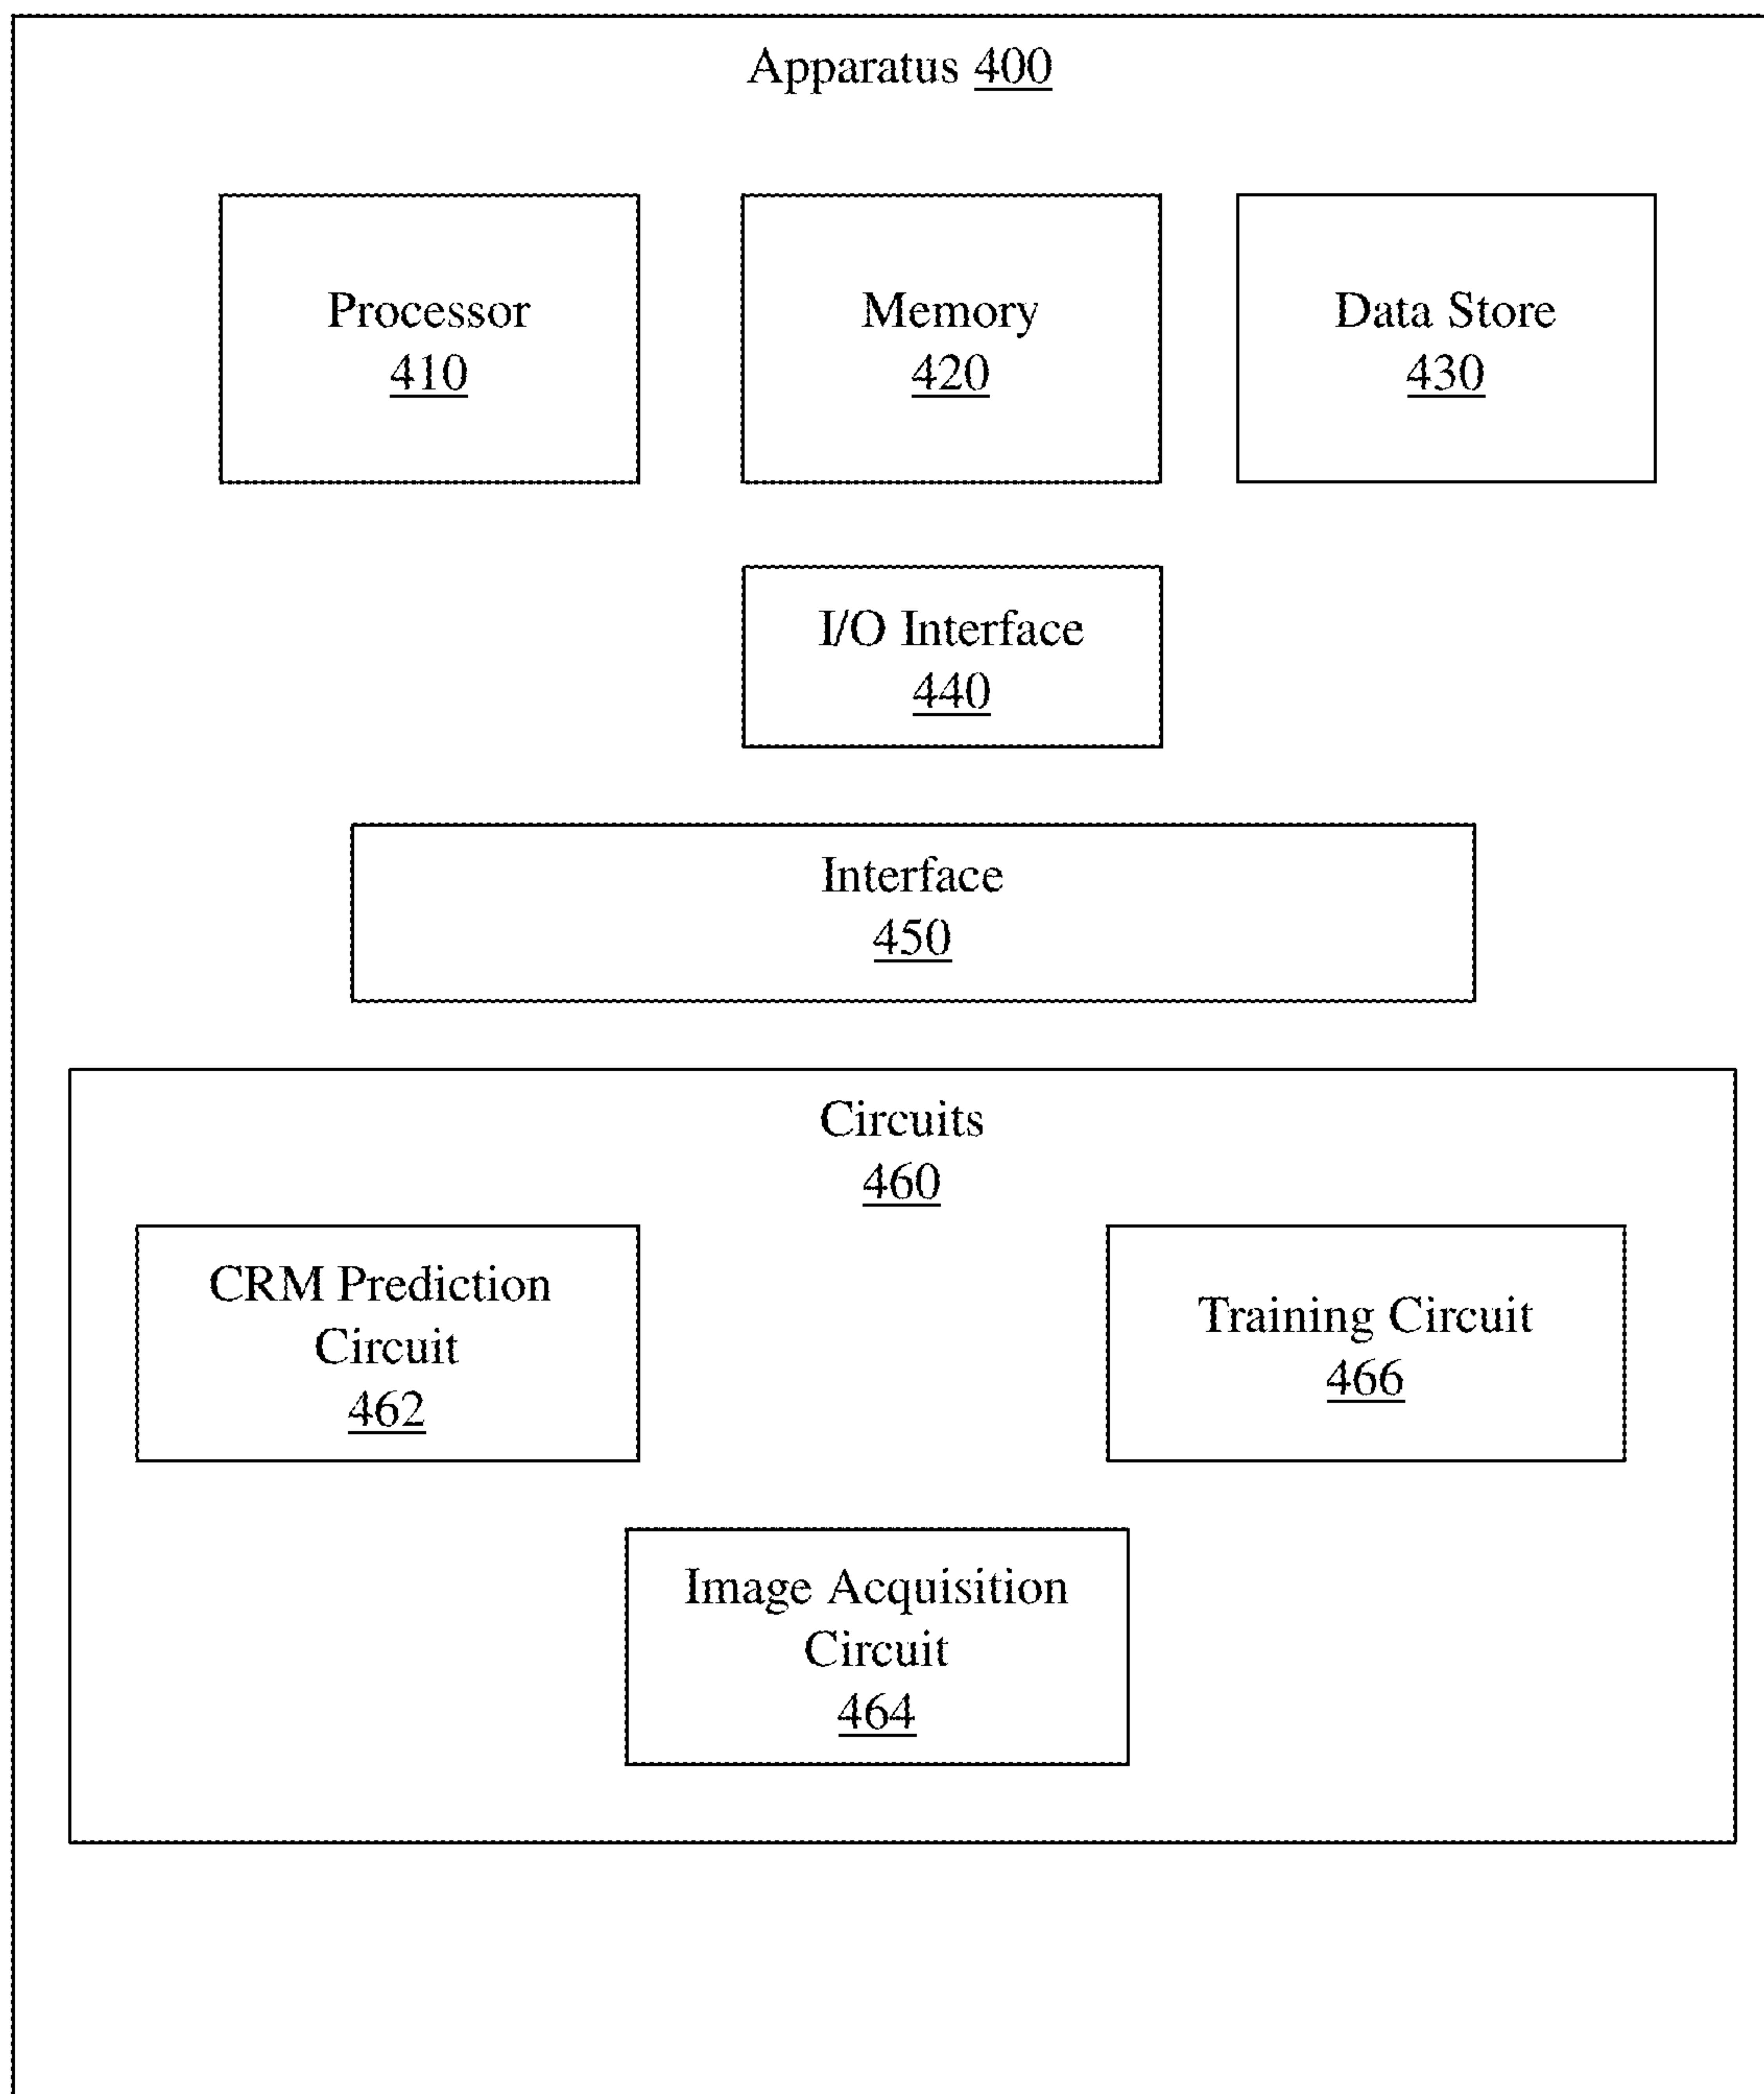 Apparatus 400
Processor
410
Memory
420
Data Store
430
I/O Interface
440
Interface
450
Circuits
460
CRM Prediction
Circuit
462
Training Circuit
466
Image Acquisition
Circuit
464